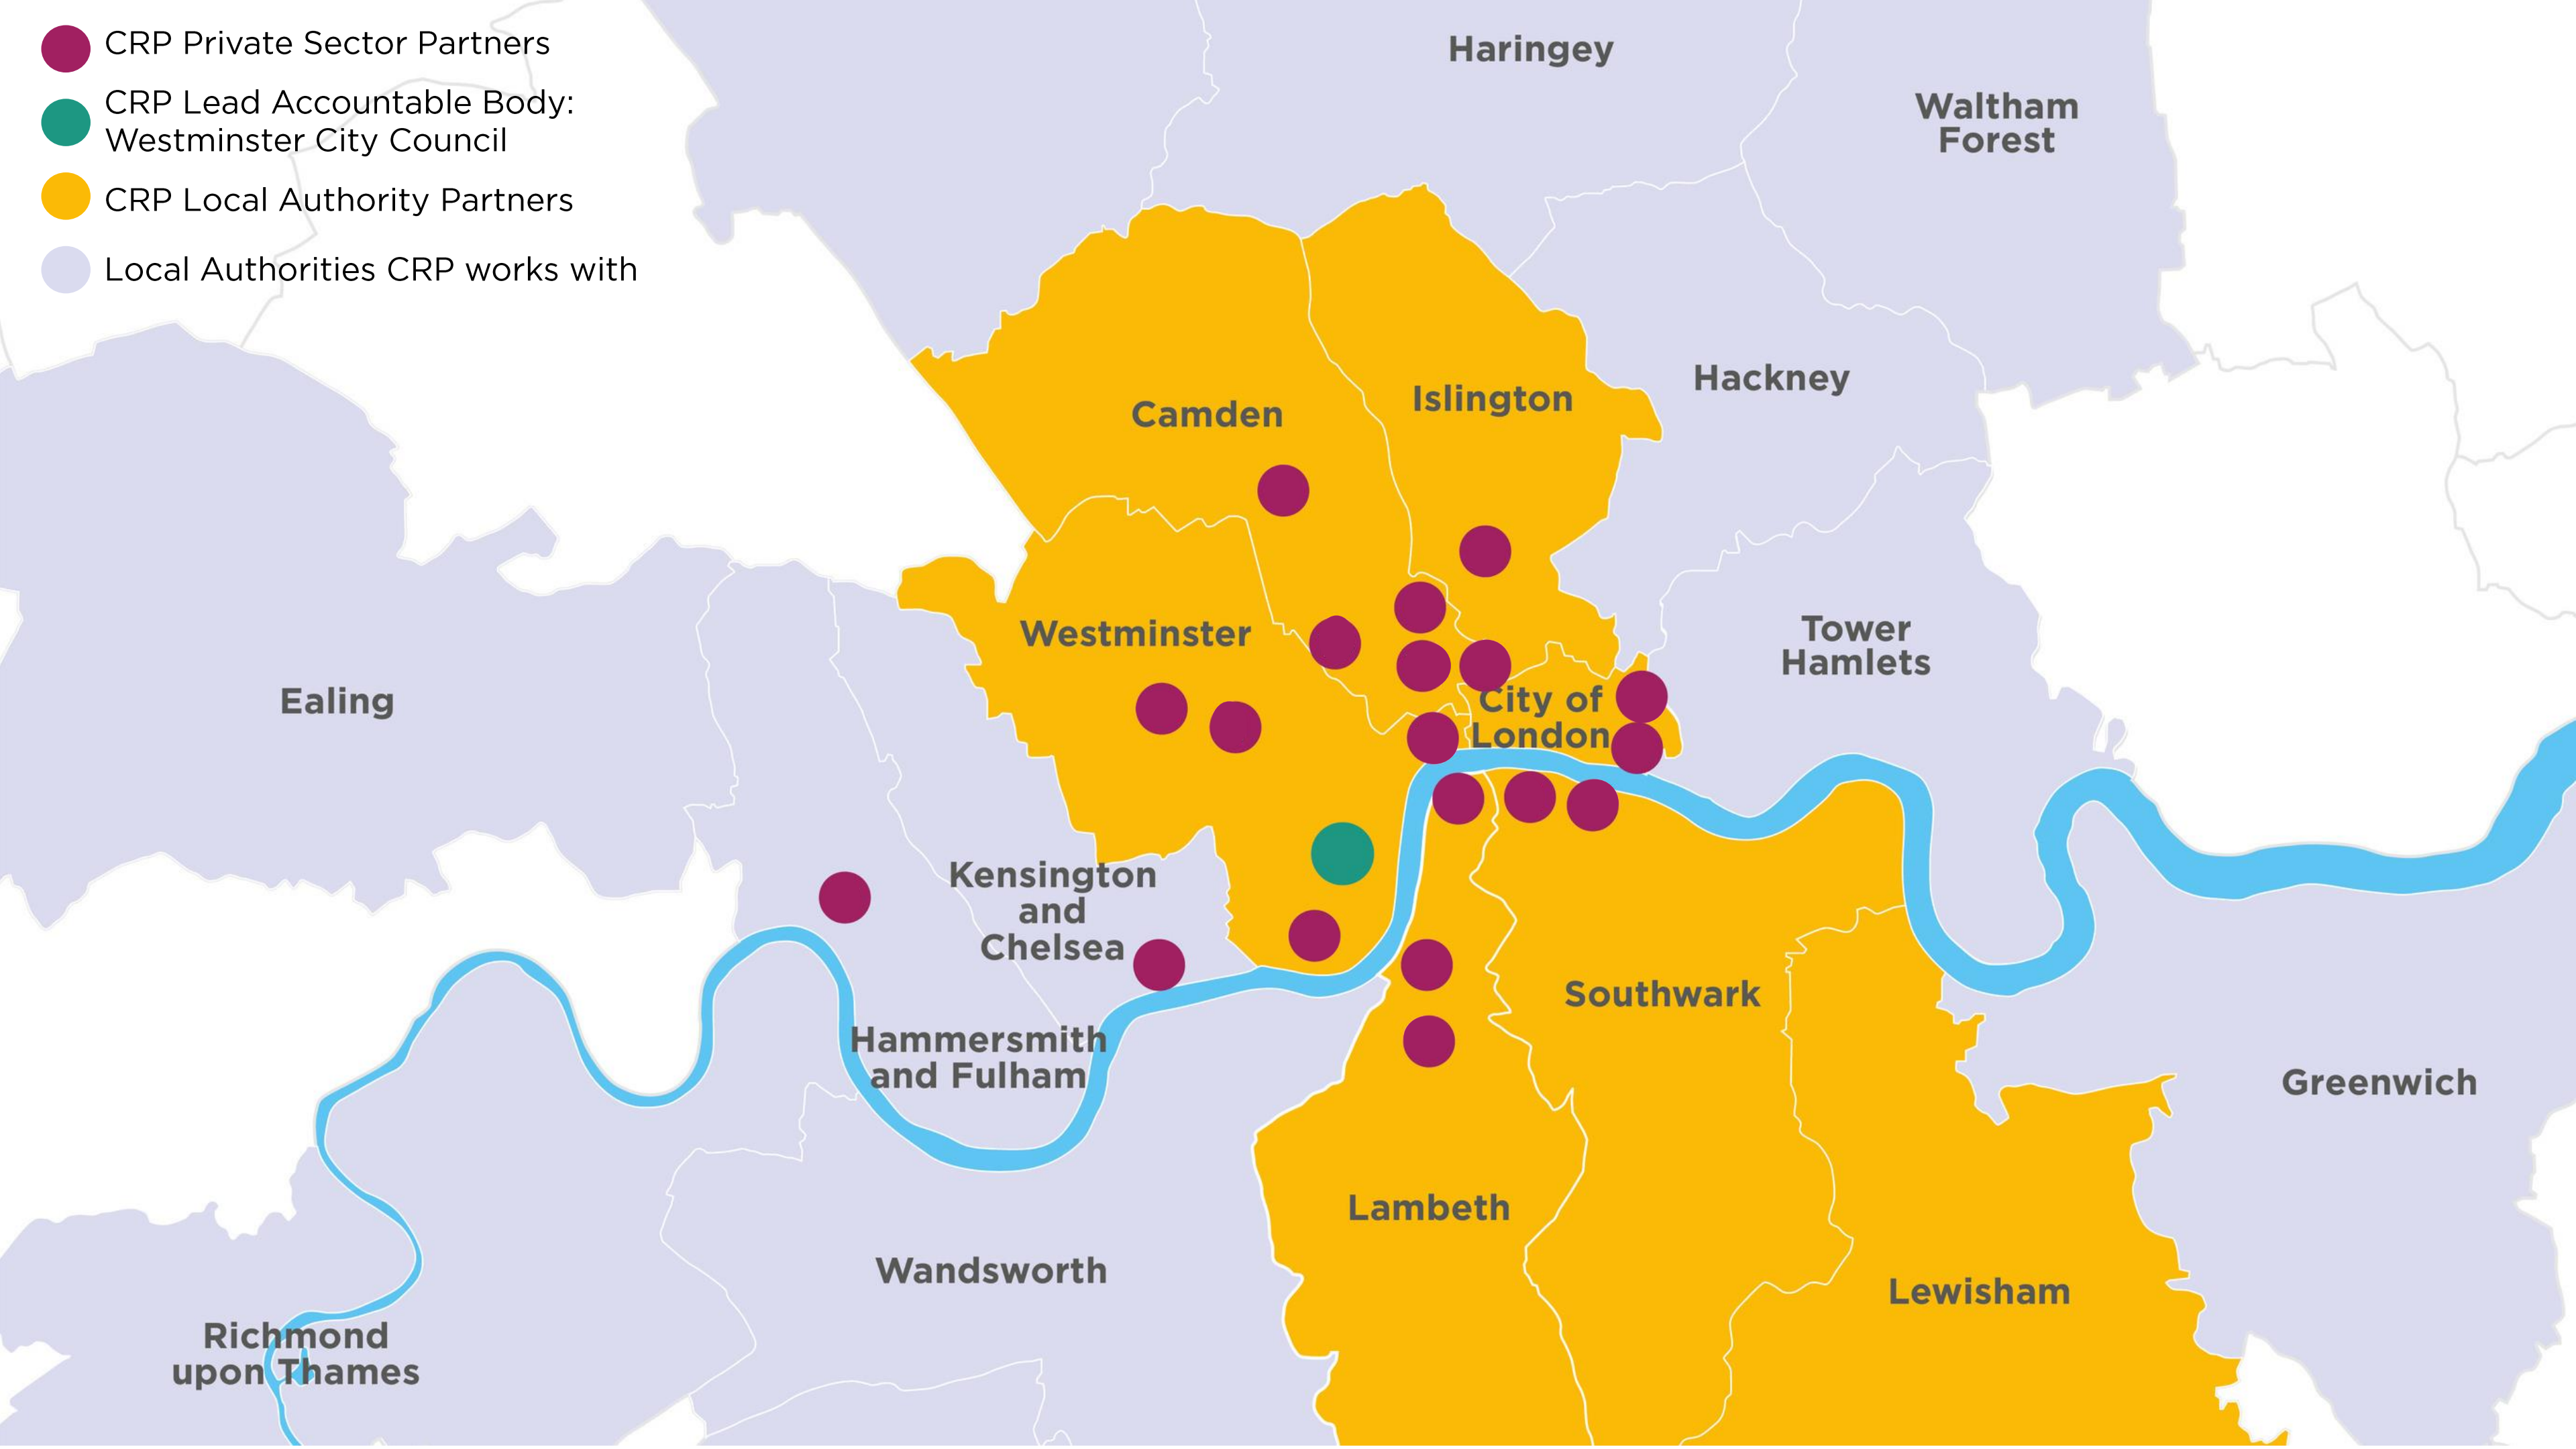 CRP Private Sector Partners
CRP Lead Accountable Body:
Westminster City Council
CRP Local Authority Partners
Local Authorities CRP works with
Haringey
Waltham
Forest
Hackney
Islington
Camden
Westminster
Tower
Hamlets
City of
London
Ealing
Kensington
and
Chelsea
Hammersmith
and Fulham
Southwark
Greenwich
Lambeth
Wandsworth
Lewisham
Richmond
upon Thames